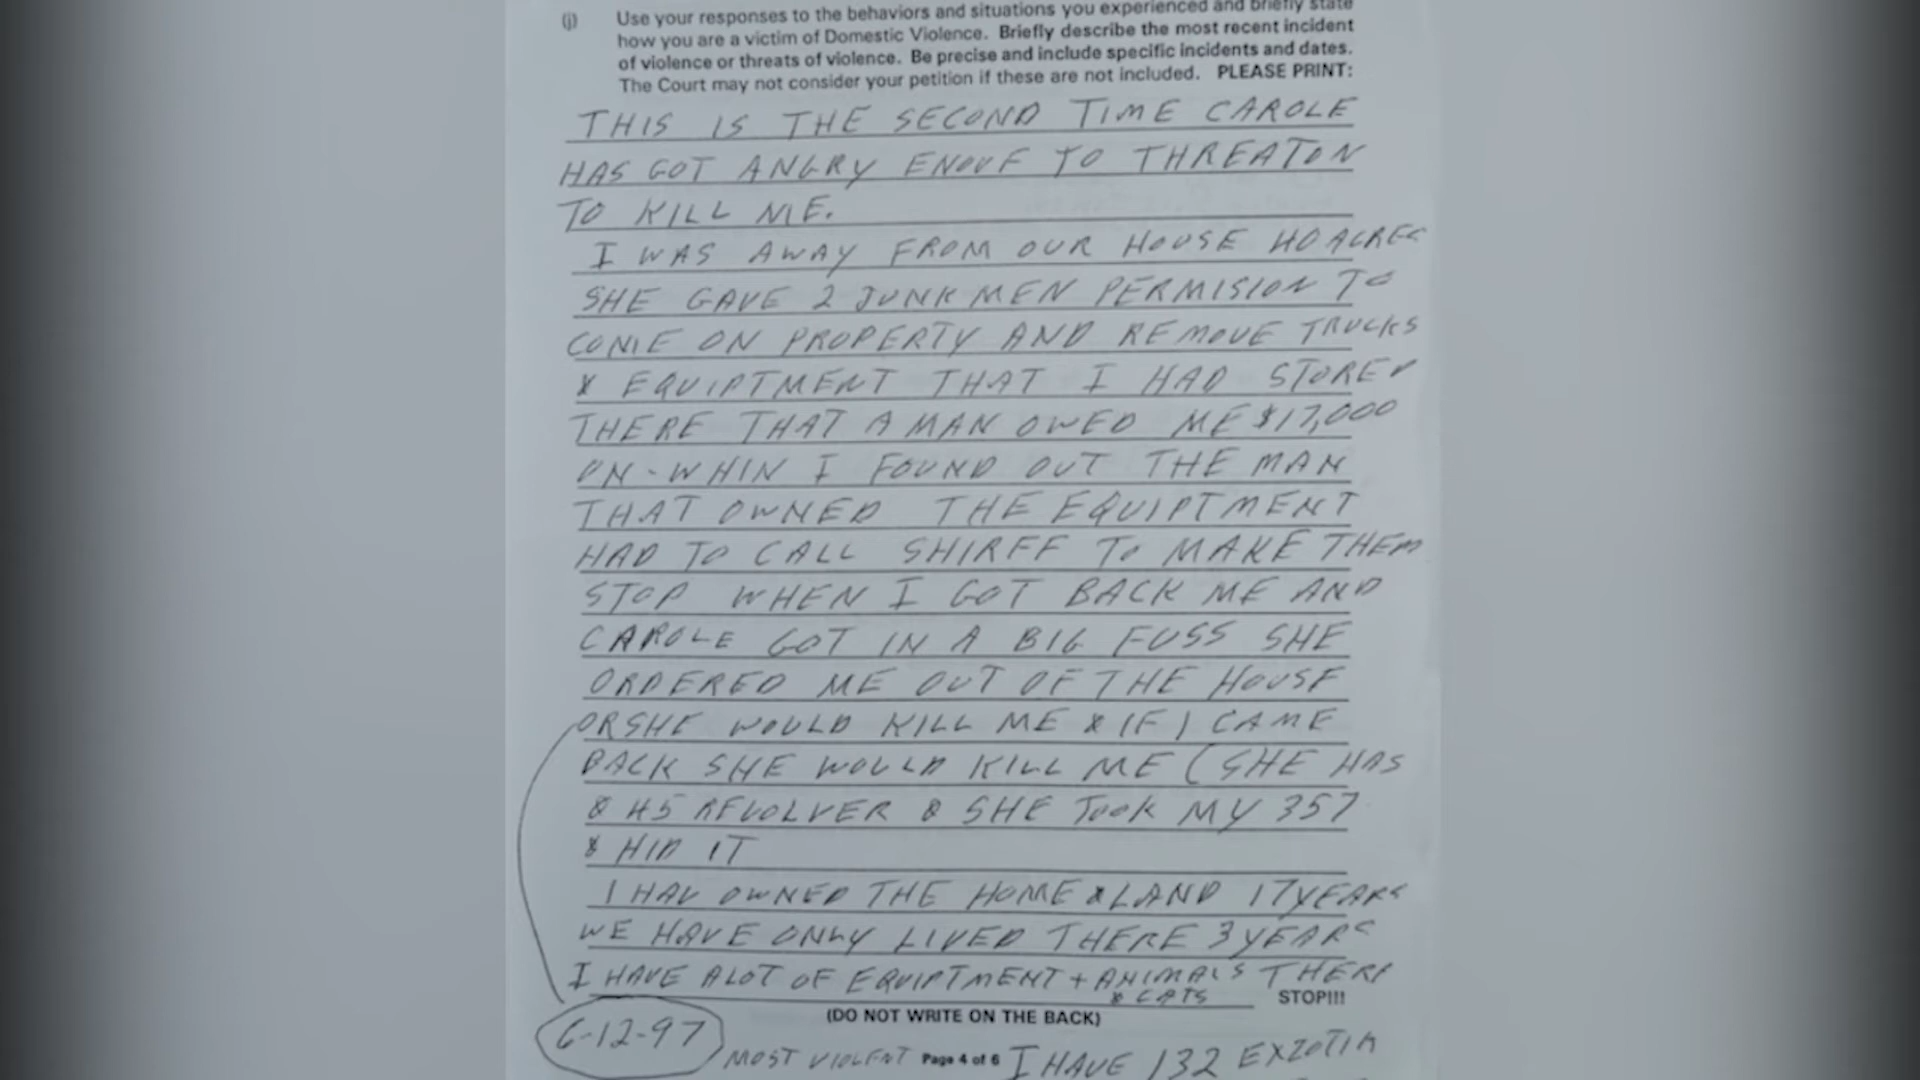 (j) Use your responses to the behaviors and situations you experienced and briefly state
how you are a victim of Domestic Violence. Briefly describe the most recent incident
of violence or threats of violence. Be precise and include specific incidents and dates.
The Court may not consider your petition if these are not included. PLEASE PRINT:
THIS IS THE SECOND TIME CAROLE
HAS GOT ANGRY ENOUF TO THREATON
TO KILL ME.
I WAS AWAY FROM OUR HOUSE 40 ACRES
SHE GAVE 2 JUNK MEN PERMISION TO
COME ON PROPERTY AND REMOVE TRUCKS
& EQUIPTMENT THAT I HAD STORED
THERE THAT A MAN OWED ME $17,000
ON - WHIN I FOUND OUT THE MAN
THAT OWNED THE EQUIPTMENT
HAD TO CALL SHIRFF TO MAKE THEM
STOP WHEN I GOT BACK ME AND
CAROLE GOT IN A BIG FUSS SHE
ORDERED ME OUT OF THE HOUSE
OR SHE WOULD KILL ME & IF I CAME
BACK SHE WOULD KILL ME (SHE HAS
& 45 REVOLVER & SHE TOOK MY 357
& HID IT
I HAV OWNED THE HOME & LAND 17 YEARS
WE HAVE ONLY LIVED THERE 3 YEARS
I HAVE ALOT OF EQUIPTMENT + ANIMALS THERE
& CATS STOP!!!
(DO NOT WRITE ON THE BACK)
6-12-97 MOST VIOLENT Page 4 of 6 I HAVE 132